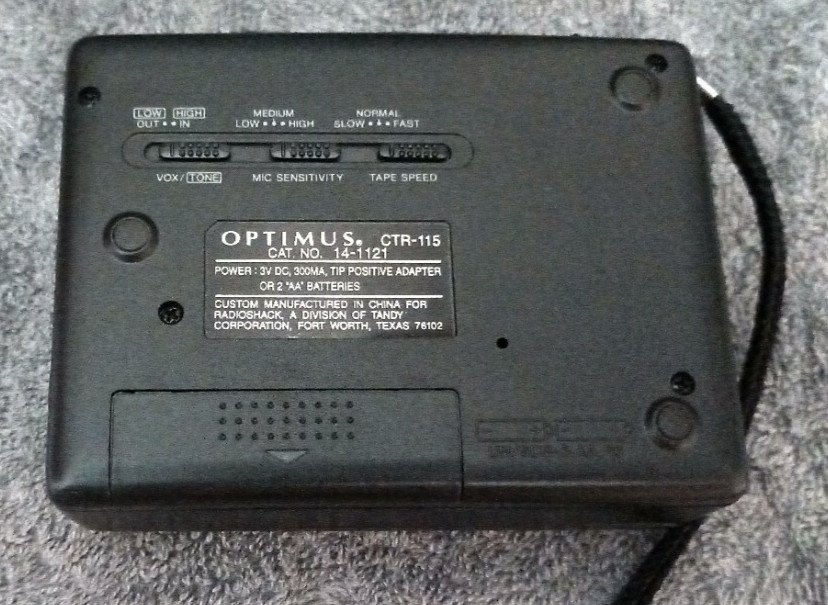 LOW HIGH MEDIUM NORMAL
OUT • • IN LOW • • • HIGH SLOW • • • FAST
VOX/TONE MIC SENSITIVITY TAPE SPEED
OPTIMUS. CTR-115
CAT. NO. 14-1121
POWER : 3V DC, 300MA, TIP POSITIVE ADAPTER
OR 2 "AA" BATTERIES
CUSTOM MANUFACTURED IN CHINA FOR
RADIOSHACK, A DIVISION OF TANDY
CORPORATION, FORT WORTH, TEXAS 76102